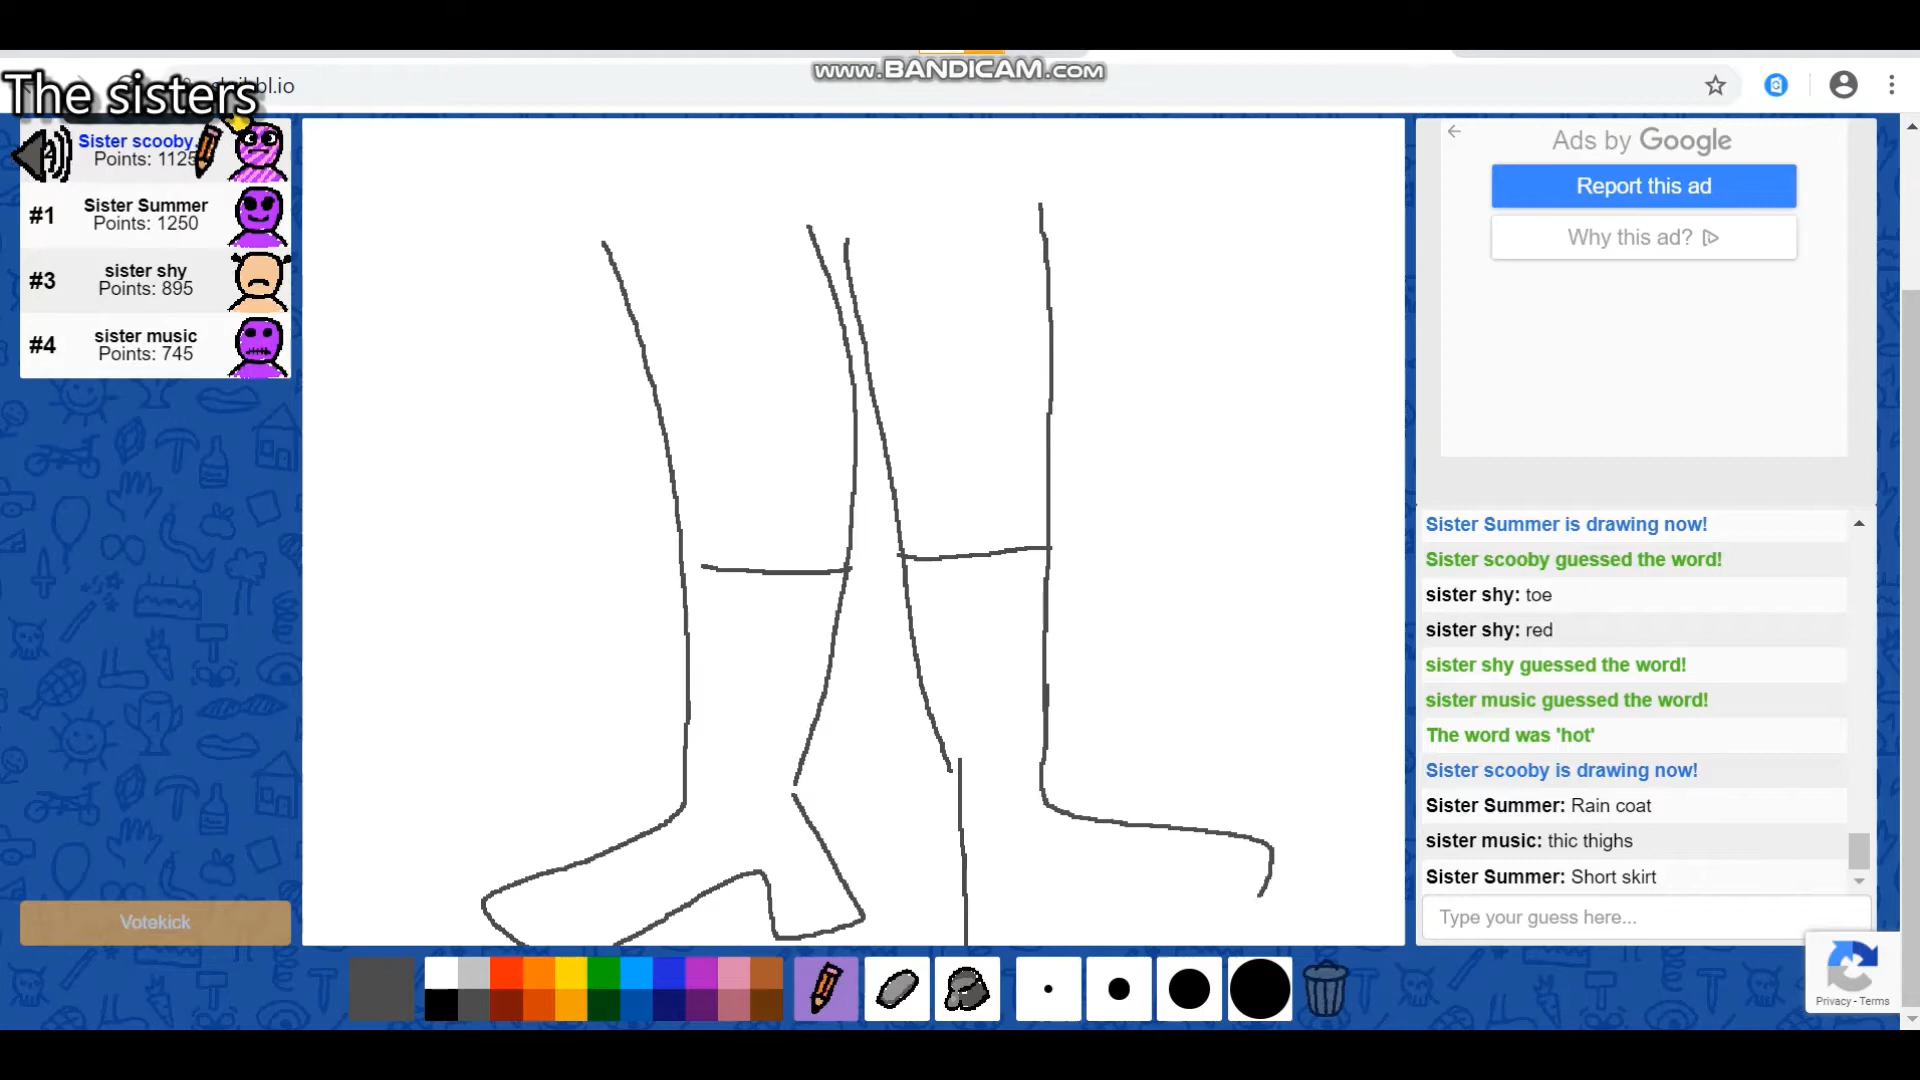 www.BANDICAM.com
The sisters
bl.io
Sister scooby
Points: 1125
#1
Sister Summer
Points: 1250
#3
sister shy
Points: 895
#4
sister music
Points: 745
Votekick
Ads by Google
Report this ad
Why this ad?
Sister Summer is drawing now!
Sister scooby guessed the word!
sister shy: toe
sister shy: red
sister shy guessed the word!
sister music guessed the word!
The word was 'hot'
Sister scooby is drawing now!
Sister Summer: Rain coat
sister music: thic thighs
Sister Summer: Short skirt
Type your guess here...
Privacy - Terms